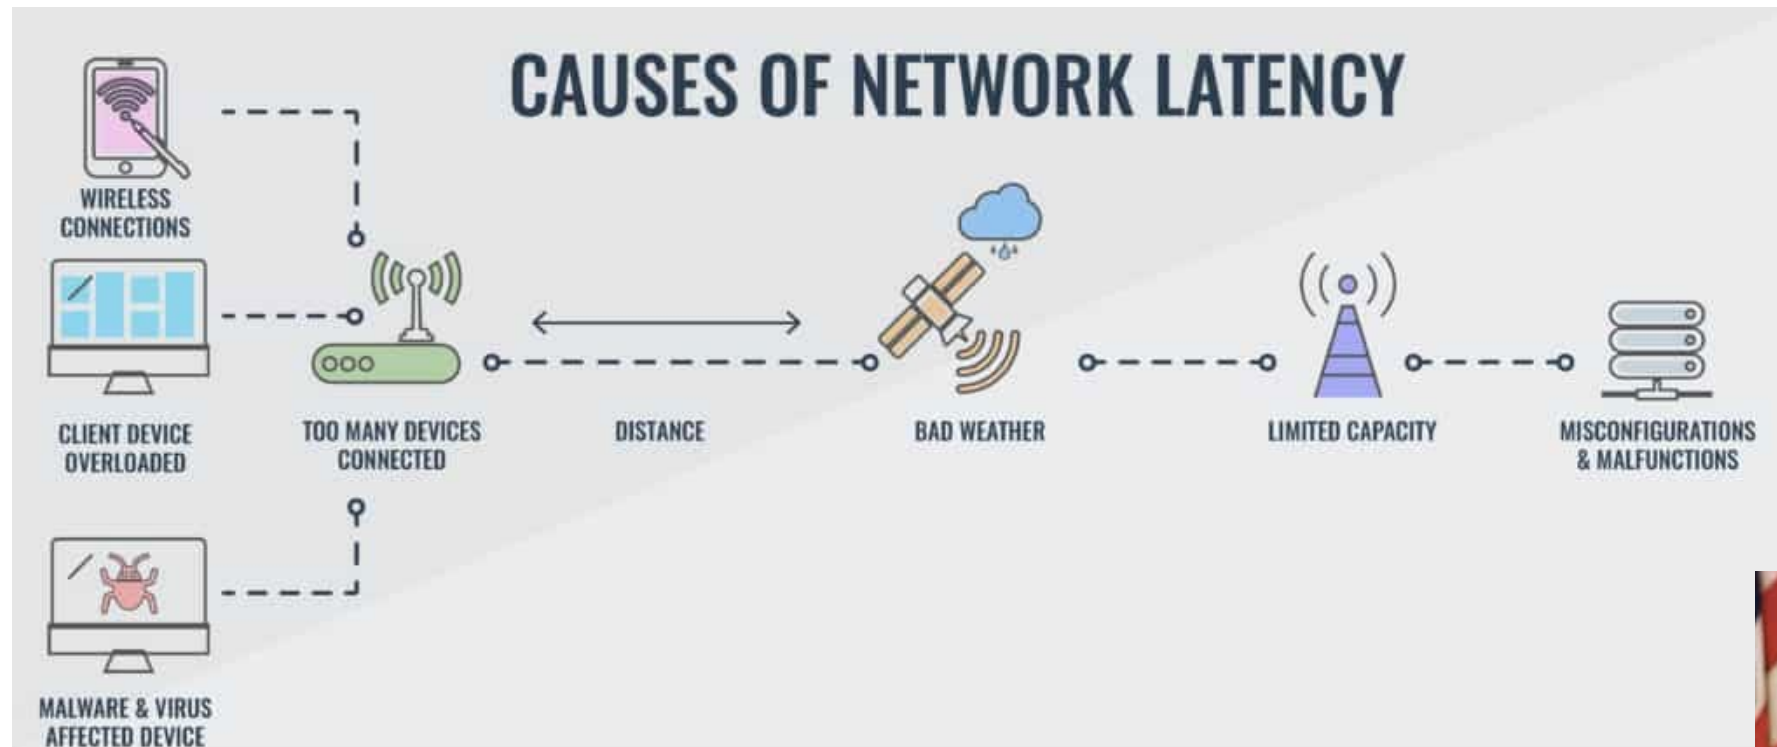 CAUSES OF NETWORK LATENCY
WIRELESS
CONNECTIONS
CLIENT DEVICE
OVERLOADED
TOO MANY DEVICES
CONNECTED
DISTANCE
BAD WEATHER
LIMITED CAPACITY
MISCONFIGURATIONS
& MALFUNCTIONS
MALWARE & VIRUS
AFFECTED DEVICE